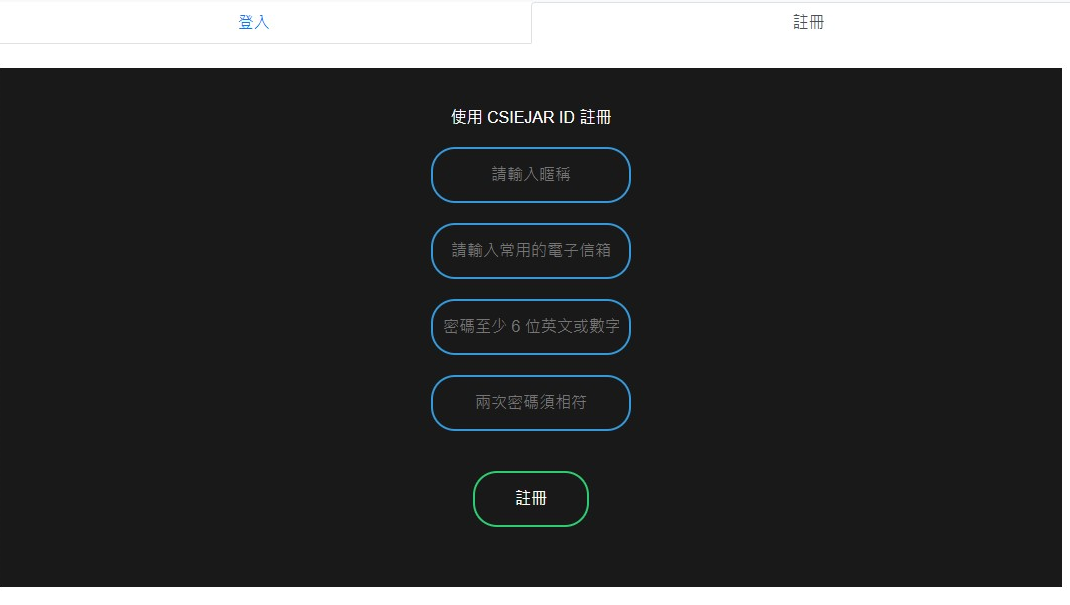 登入
註冊
使用 CSIEJAR ID 註冊
請輸入暱稱
請輸入常用的電子信箱
密碼至少 6 位英文或數字
兩次密碼須相符
註冊